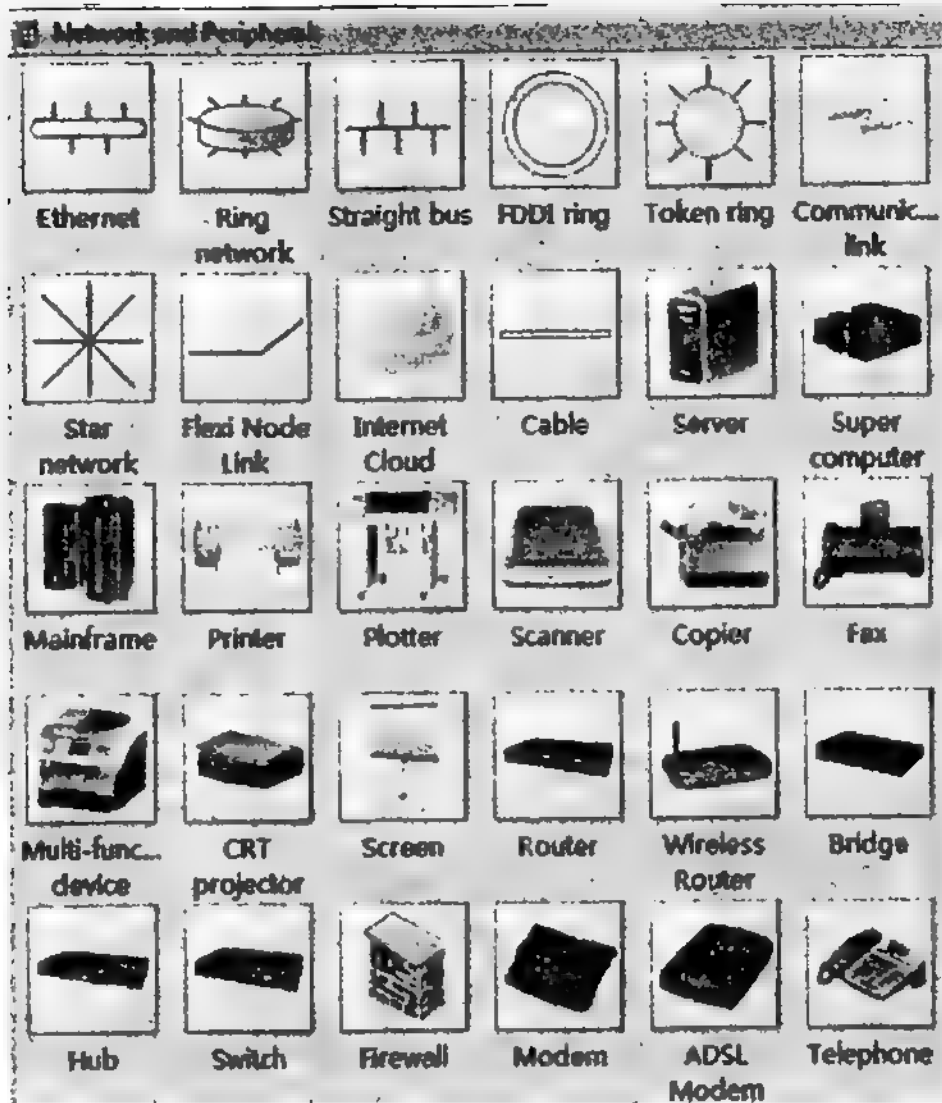 Network and Peripherals
Ethernet
Ring
network
Straight bus
FDDI ring
Token ring
Communic...
link
Star
network
Flexi Node
Link
Internet
Cloud
Cable
Server
Super
computer
Mainframe
Printer
Plotter
Scanner
Copier
Fax
Multi-func...
device
CRT
projector
Screen
Router
Wireless
Router
Bridge
Hub
Switch
Firewall
Modem
ADSL
Modem
Telephone